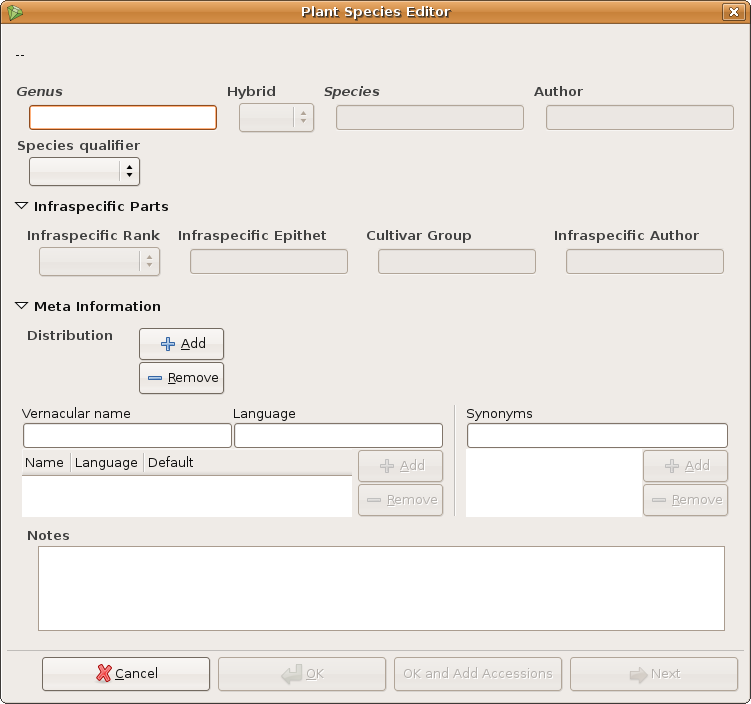 Plant Species Editor
--
Genus Hybrid Species Author
Species qualifier
Infraspecific Parts
Infraspecific Rank Infraspecific Epithet Cultivar Group Infraspecific Author
Meta Information
Distribution Add
Remove
Vernacular name Language Synonyms
Name Language Default Add Add
Remove Remove
Notes
Cancel OK OK and Add Accessions Next